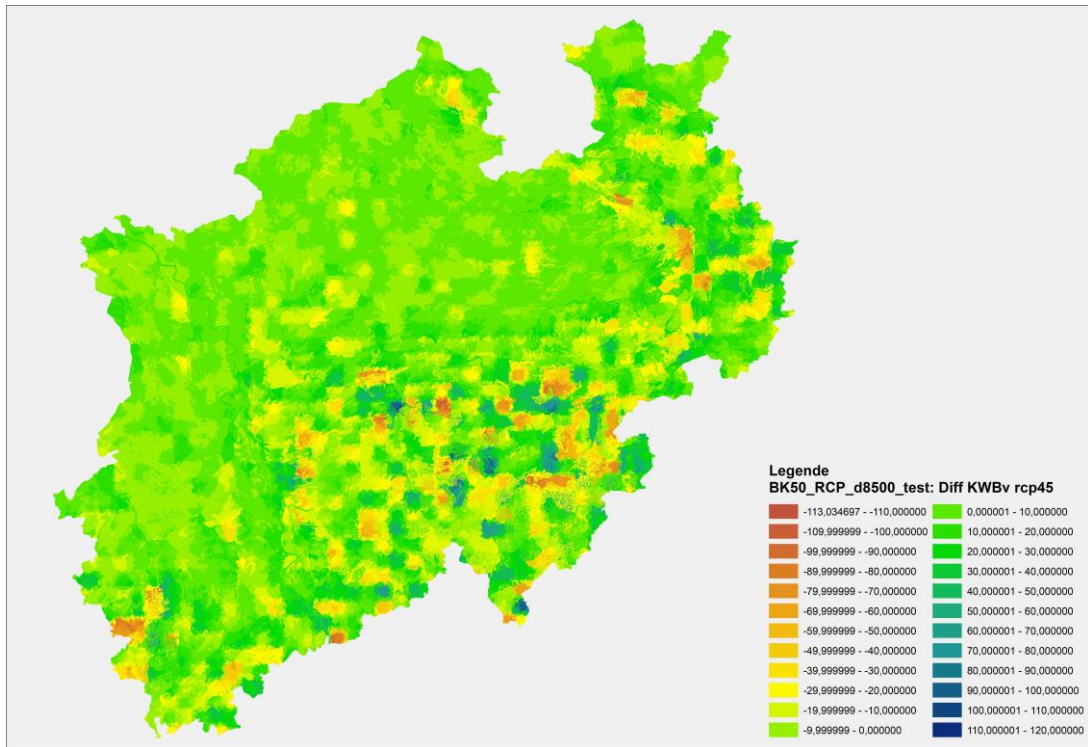 Legende
BK50_RCP_d8500_test: Diff KWBv rcp45
-113,034697 - -110,000000
-109,999999 - -100,000000
-99,999999 - -90,000000
-89,999999 - -80,000000
-79,999999 - -70,000000
-69,999999 - -60,000000
-59,999999 - -50,000000
-49,999999 - -40,000000
-39,999999 - -30,000000
-29,999999 - -20,000000
-19,999999 - -10,000000
-9,999999 - 0,000000
0,000001 - 10,000000
10,000001 - 20,000000
20,000001 - 30,000000
30,000001 - 40,000000
40,000001 - 50,000000
50,000001 - 60,000000
60,000001 - 70,000000
70,000001 - 80,000000
80,000001 - 90,000000
90,000001 - 100,000000
100,000001 - 110,000000
110,000001 - 120,000000